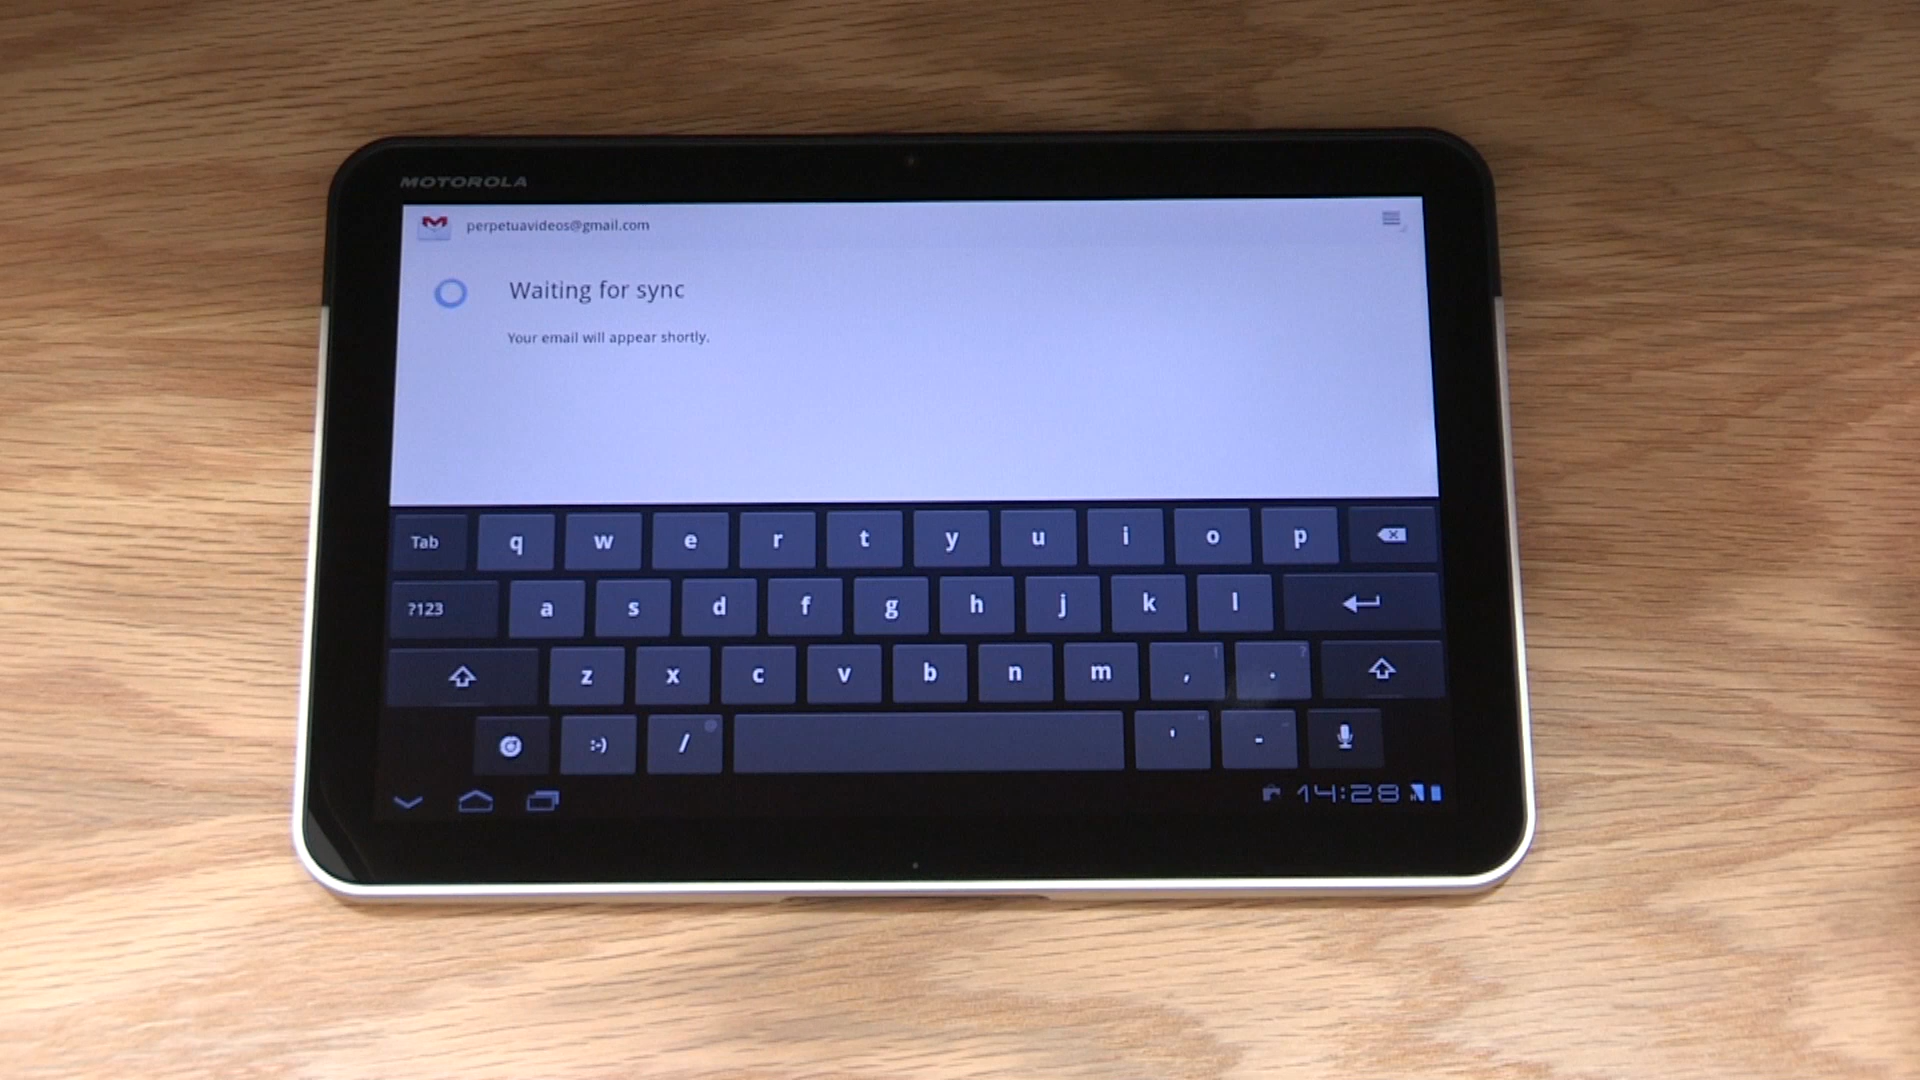 MOTOROLA
perpetuavideos@gmail.com
Waiting for sync
Your email will appear shortly.
Tab q w e r t y u i o p
?123 a s d f g h j k l
z x c v b n m , ! . ?
:-) / @ ' " - _
14:28